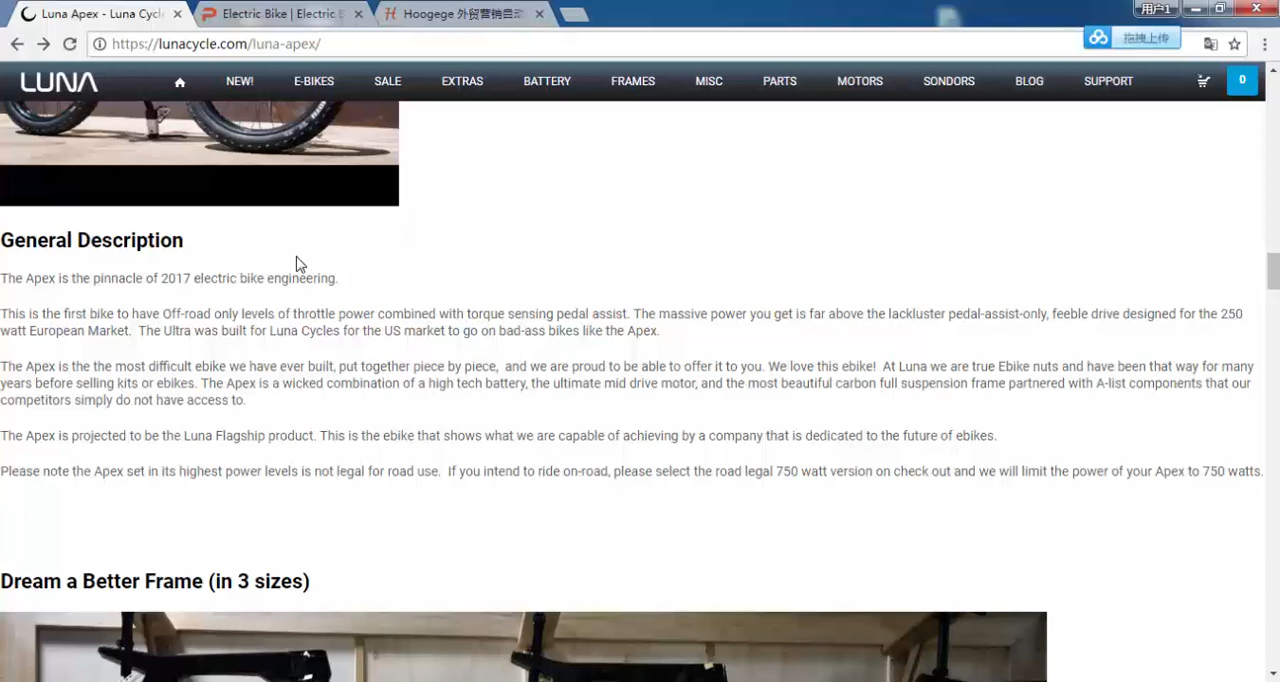 Luna Apex - Luna Cycl
Electric Bike | Electric B
Hoogege 外贸营销自动
用户1
https://lunacycle.com/luna-apex/
拖拽上传
LUNA
NEW!
E-BIKES
SALE
EXTRAS
BATTERY
FRAMES
MISC
PARTS
MOTORS
SONDORS
BLOG
SUPPORT
0
General Description
The Apex is the pinnacle of 2017 electric bike engineering.
This is the first bike to have Off-road only levels of throttle power combined with torque sensing pedal assist. The massive power you get is far above the lackluster pedal-assist-only, feeble drive designed for the 250
watt European Market. The Ultra was built for Luna Cycles for the US market to go on bad-ass bikes like the Apex.
The Apex is the the most difficult ebike we have ever built, put together piece by piece, and we are proud to be able to offer it to you. We love this ebike! At Luna we are true Ebike nuts and have been that way for many
years before selling kits or ebikes. The Apex is a wicked combination of a high tech battery, the ultimate mid drive motor, and the most beautiful carbon full suspension frame partnered with A-list components that our
competitors simply do not have access to.
The Apex is projected to be the Luna Flagship product. This is the ebike that shows what we are capable of achieving by a company that is dedicated to the future of ebikes.
Please note the Apex set in its highest power levels is not legal for road use. If you intend to ride on-road, please select the road legal 750 watt version on check out and we will limit the power of your Apex to 750 watts.
Dream a Better Frame (in 3 sizes)